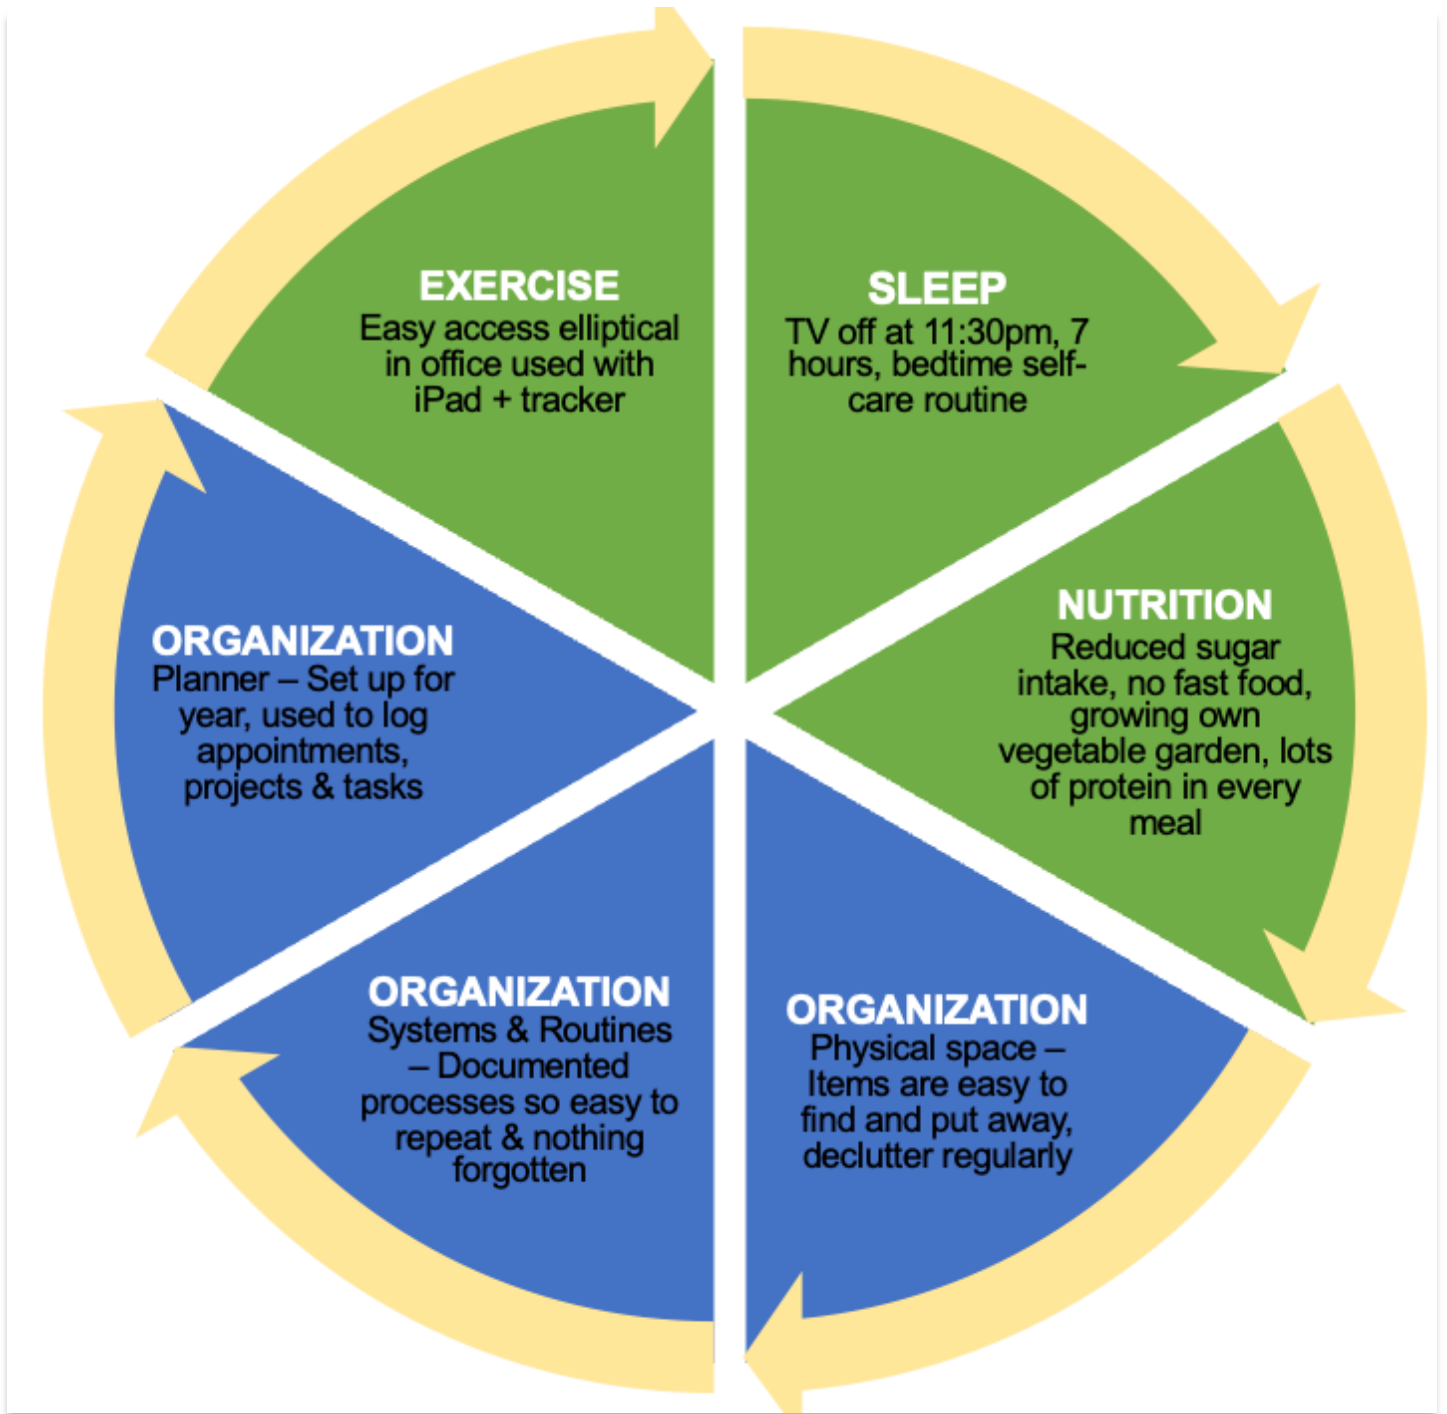 EXERCISE
Easy access elliptical
in office used with
iPad + tracker
SLEEP
TV off at 11:30pm, 7
hours, bedtime self-
care routine
NUTRITION
Reduced sugar
intake, no fast food,
growing own
vegetable garden, lots
of protein in every
meal
ORGANIZATION
Physical space –
Items are easy to
find and put away,
declutter regularly
ORGANIZATION
Systems & Routines
– Documented
processes so easy to
repeat & nothing
forgotten
ORGANIZATION
Planner – Set up for
year, used to log
appointments,
projects & tasks